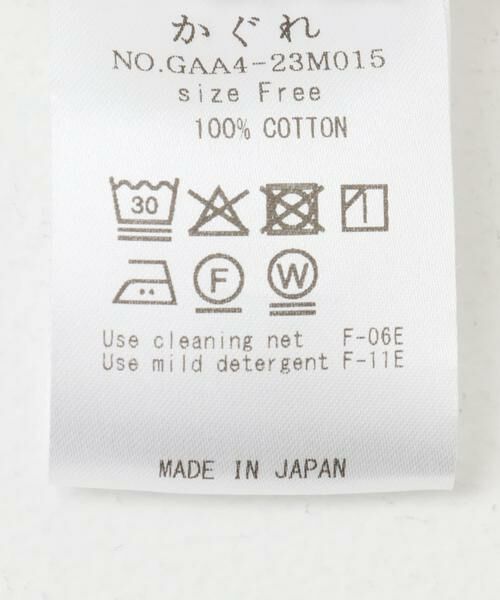 かぐれ
NO.GAA4-23M015
size Free
100% COTTON
30
F W
Use cleaning net F-06E
Use mild detergent F-11E
MADE IN JAPAN